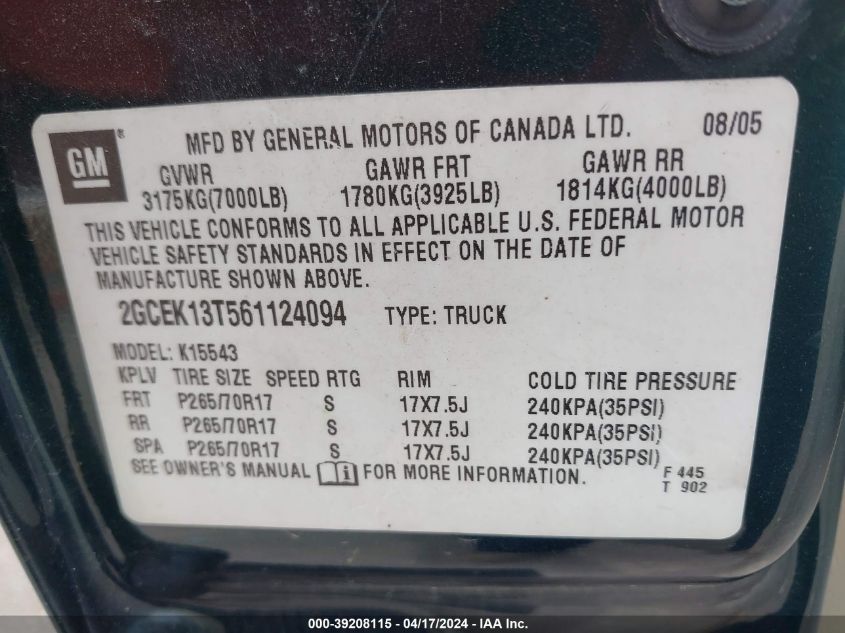 GM ® MFD BY GENERAL MOTORS OF CANADA LTD. 08/05
GVWR GAWR FRT GAWR RR
3175KG(7000LB) 1780KG(3925LB) 1814KG(4000LB)
THIS VEHICLE CONFORMS TO ALL APPLICABLE U.S. FEDERAL MOTOR
VEHICLE SAFETY STANDARDS IN EFFECT ON THE DATE OF
MANUFACTURE SHOWN ABOVE.
2GCEK13T561124094 TYPE: TRUCK
MODEL: K15543
KPLV TIRE SIZE SPEED RTG RIM COLD TIRE PRESSURE
FRT P265/70R17 S 17X7.5J 240KPA(35PSI)
RR P265/70R17 S 17X7.5J 240KPA(35PSI)
SPA P265/70R17 S 17X7.5J 240KPA(35PSI)
SEE OWNER'S MANUAL FOR MORE INFORMATION. F 445
T 902
000-39208115 - 04/17/2024 - IAA Inc.